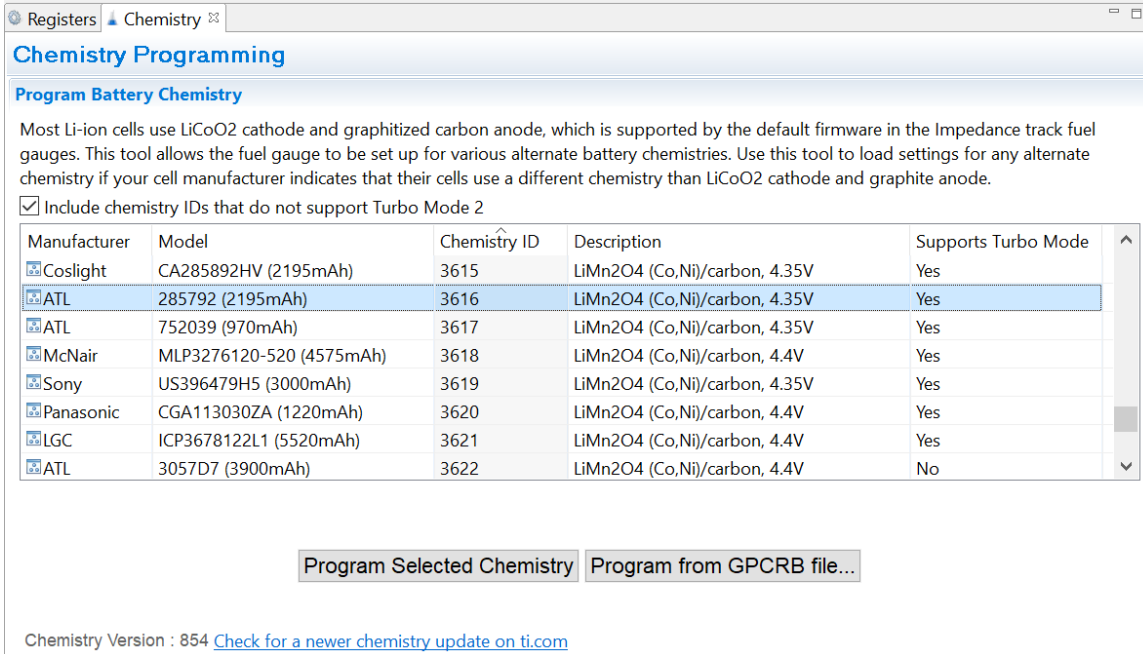 Registers Chemistry
Chemistry Programming
Program Battery Chemistry
Most Li-ion cells use LiCoO2 cathode and graphitized carbon anode, which is supported by the default firmware in the Impedance track fuel
gauges. This tool allows the fuel gauge to be set up for various alternate battery chemistries. Use this tool to load settings for any alternate
chemistry if your cell manufacturer indicates that their cells use a different chemistry than LiCoO2 cathode and graphite anode.
Include chemistry IDs that do not support Turbo Mode 2
Manufacturer Model Chemistry ID Description Supports Turbo Mode
Coslight CA285892HV (2195mAh) 3615 LiMn2O4 (Co,Ni)/carbon, 4.35V Yes
ATL 285792 (2195mAh) 3616 LiMn2O4 (Co,Ni)/carbon, 4.35V Yes
ATL 752039 (970mAh) 3617 LiMn2O4 (Co,Ni)/carbon, 4.35V Yes
McNair MLP3276120-520 (4575mAh) 3618 LiMn2O4 (Co,Ni)/carbon, 4.4V Yes
Sony US396479H5 (3000mAh) 3619 LiMn2O4 (Co,Ni)/carbon, 4.35V Yes
Panasonic CGA113030ZA (1220mAh) 3620 LiMn2O4 (Co,Ni)/carbon, 4.4V Yes
LGC ICP3678122L1 (5520mAh) 3621 LiMn2O4 (Co,Ni)/carbon, 4.4V Yes
ATL 3057D7 (3900mAh) 3622 LiMn2O4 (Co,Ni)/carbon, 4.4V No
Program Selected Chemistry Program from GPCRB file...
Chemistry Version : 854 Check for a newer chemistry update on ti.com